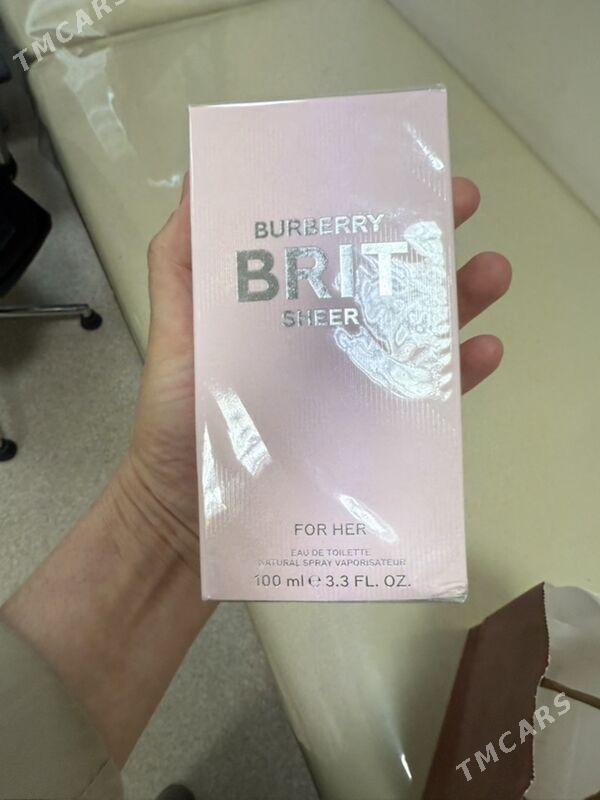 TMCARS
BURBERRY
BRIT
SHEER
FOR HER
EAU DE TOILETTE
NATURAL SPRAY VAPORISATEUR
100 ml ℮ 3.3 FL. OZ.
TMCARS